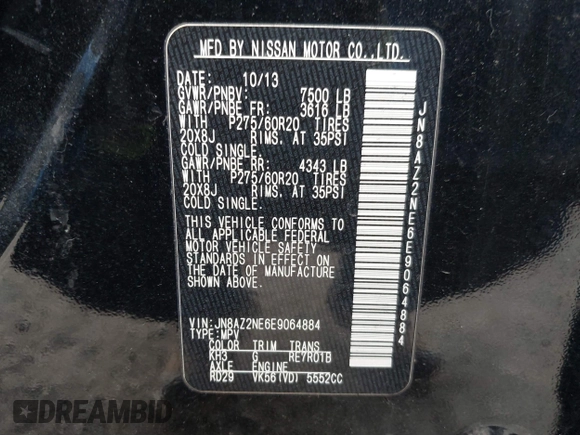 MFD BY NISSAN MOTOR CO.,LTD.
DATE: 10/13
GVWR/PNBV: 7500 LB
GAWR/PNBE FR: 3616 LB
WITH P275/60R20 TIRES
20X8J RIMS. AT 35PSI
COLD SINGLE.
GAWR/PNBE RR: 4343 LB
WITH P275/60R20 TIRES
20X8J RIMS. AT 35PSI
COLD SINGLE.
THIS VEHICLE CONFORMS TO
ALL APPLICABLE FEDERAL
MOTOR VEHICLE SAFETY
STANDARDS IN EFFECT ON
THE DATE OF MANUFACTURE
SHOWN ABOVE.
VIN:JN8AZ2NE6E9064884
TYPE:MPV
COLOR TRIM TRANS
KH3 G RE7R01B
AXLE ENGINE
RD29 VK56(VD) 5552CC
JN8AZ2NE6E9064884
DREAMBID